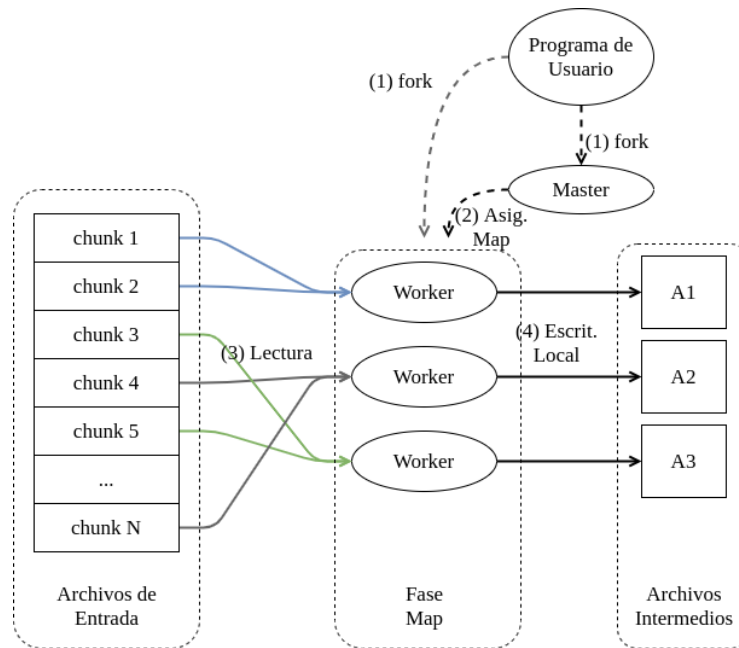 Programa de
Usuario
(1) fork
(1) fork
Master
(2) Asig.
Map
chunk 1
chunk 2
chunk 3
chunk 4
chunk 5
...
chunk N
(3) Lectura
Worker
Worker
Worker
(4) Escrit.
Local
A1
A2
A3
Archivos de
Entrada
Fase
Map
Archivos
Intermedios